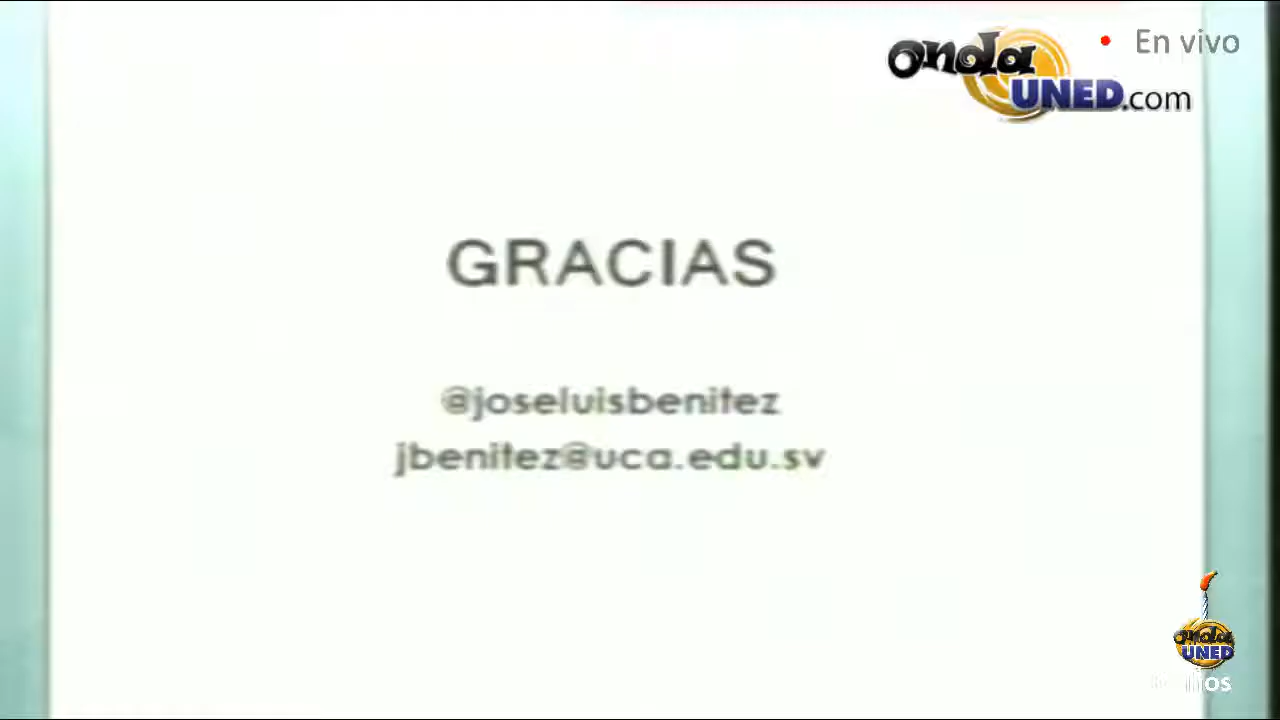 onda
UNED.com
En vivo
GRACIAS
@joseluisbenitez
jbenitez@uca.edu.sv
onda
UNED